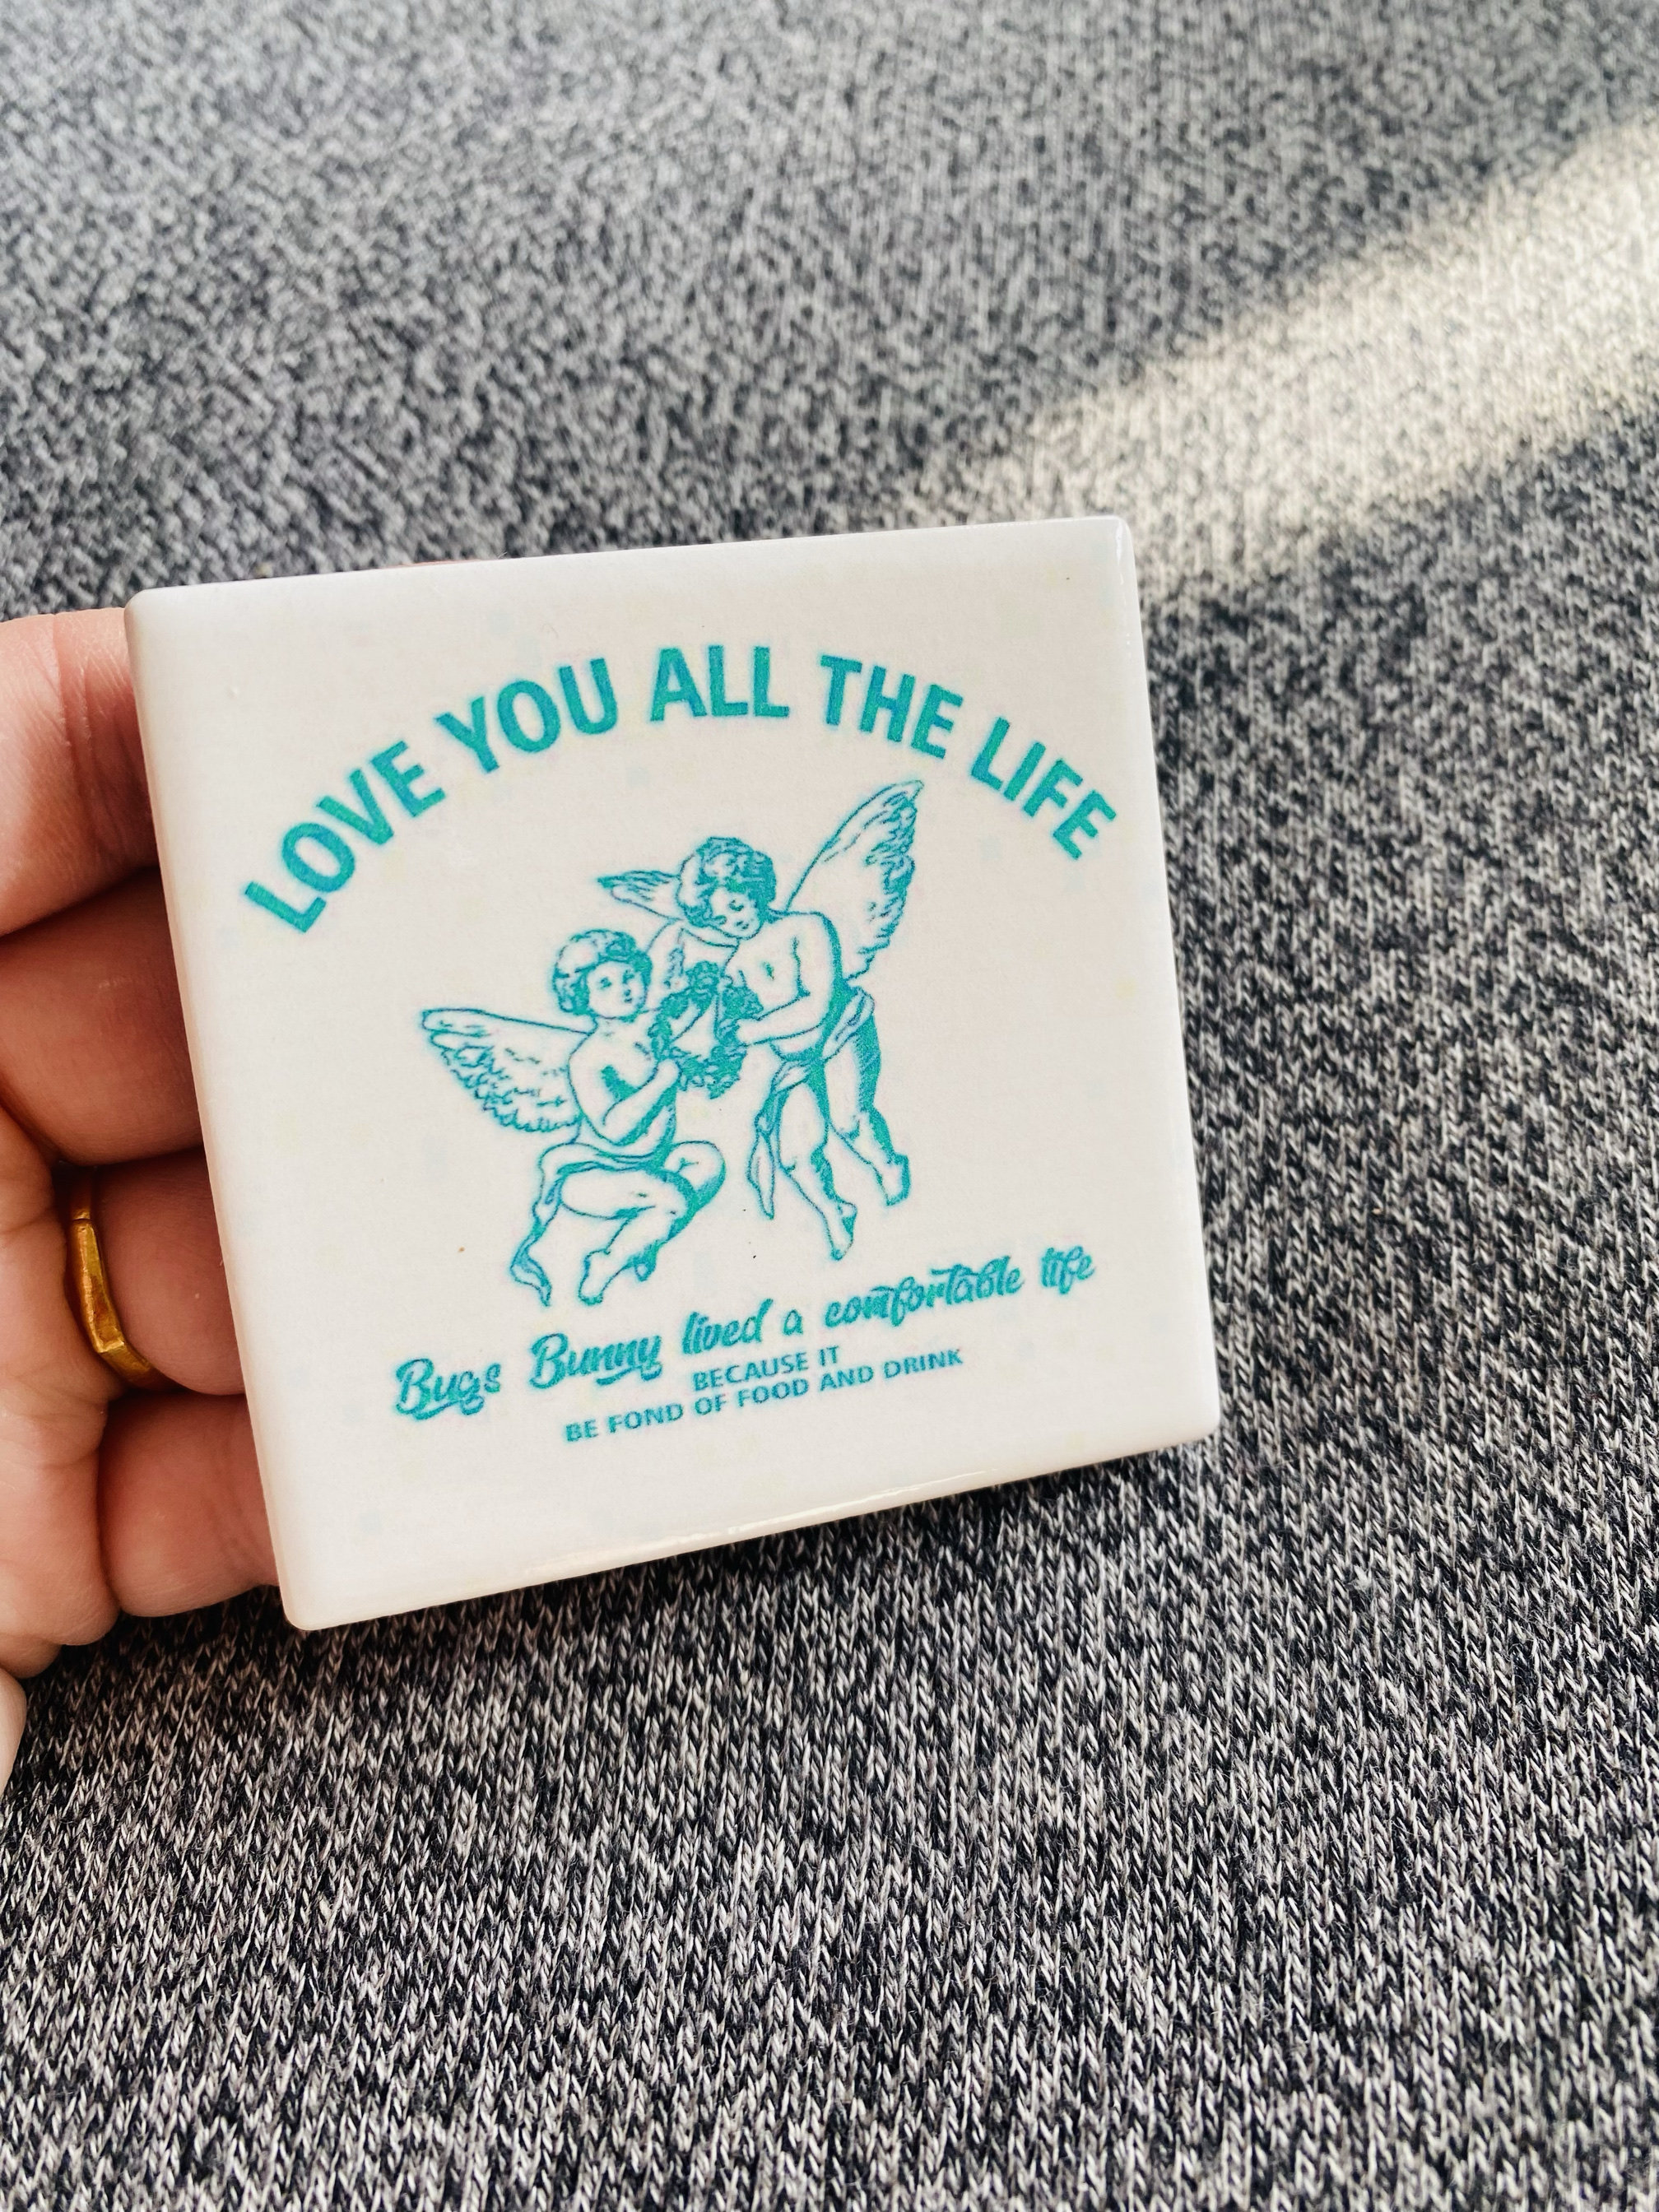 LOVE YOU ALL THE LIFE
Bugs Bunny lived a comfortable life
BECAUSE IT
BE FOND OF FOOD AND DRINK